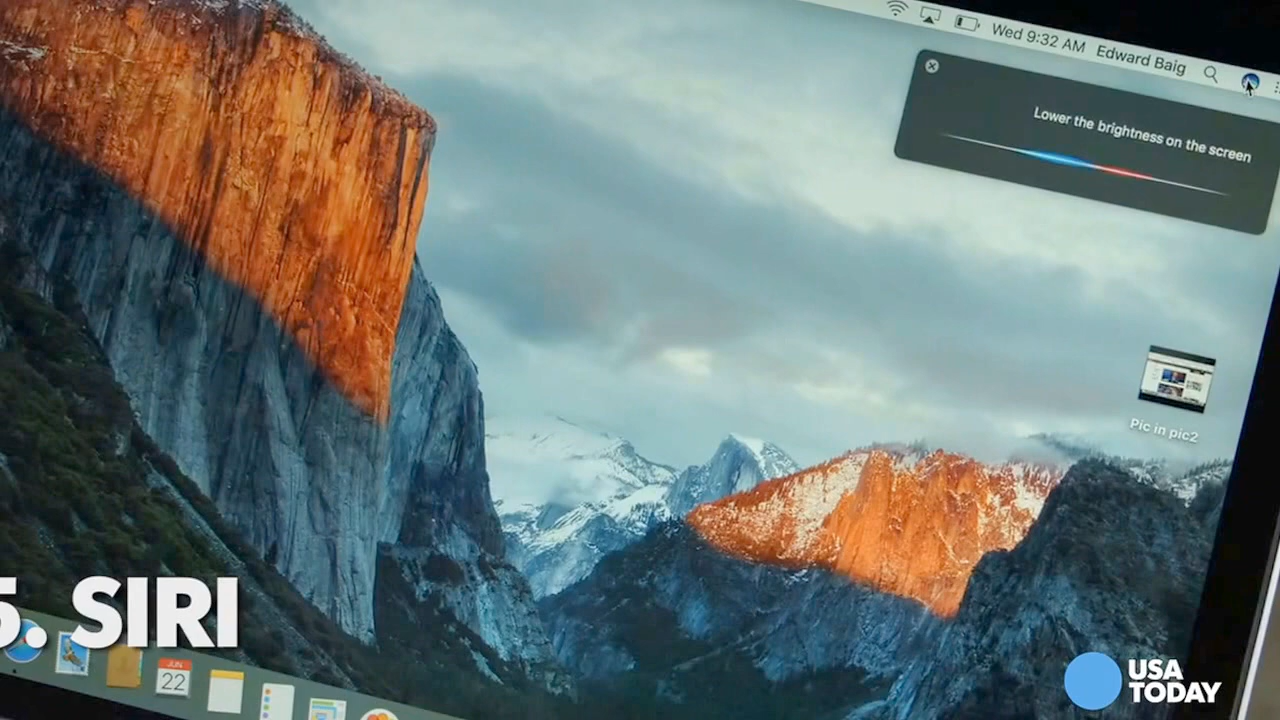 Wed 9:32 AM Edward Baig
Lower the brightness on the screen
Pic in pic2
5. SIRI
JUN
22
USA
TODAY